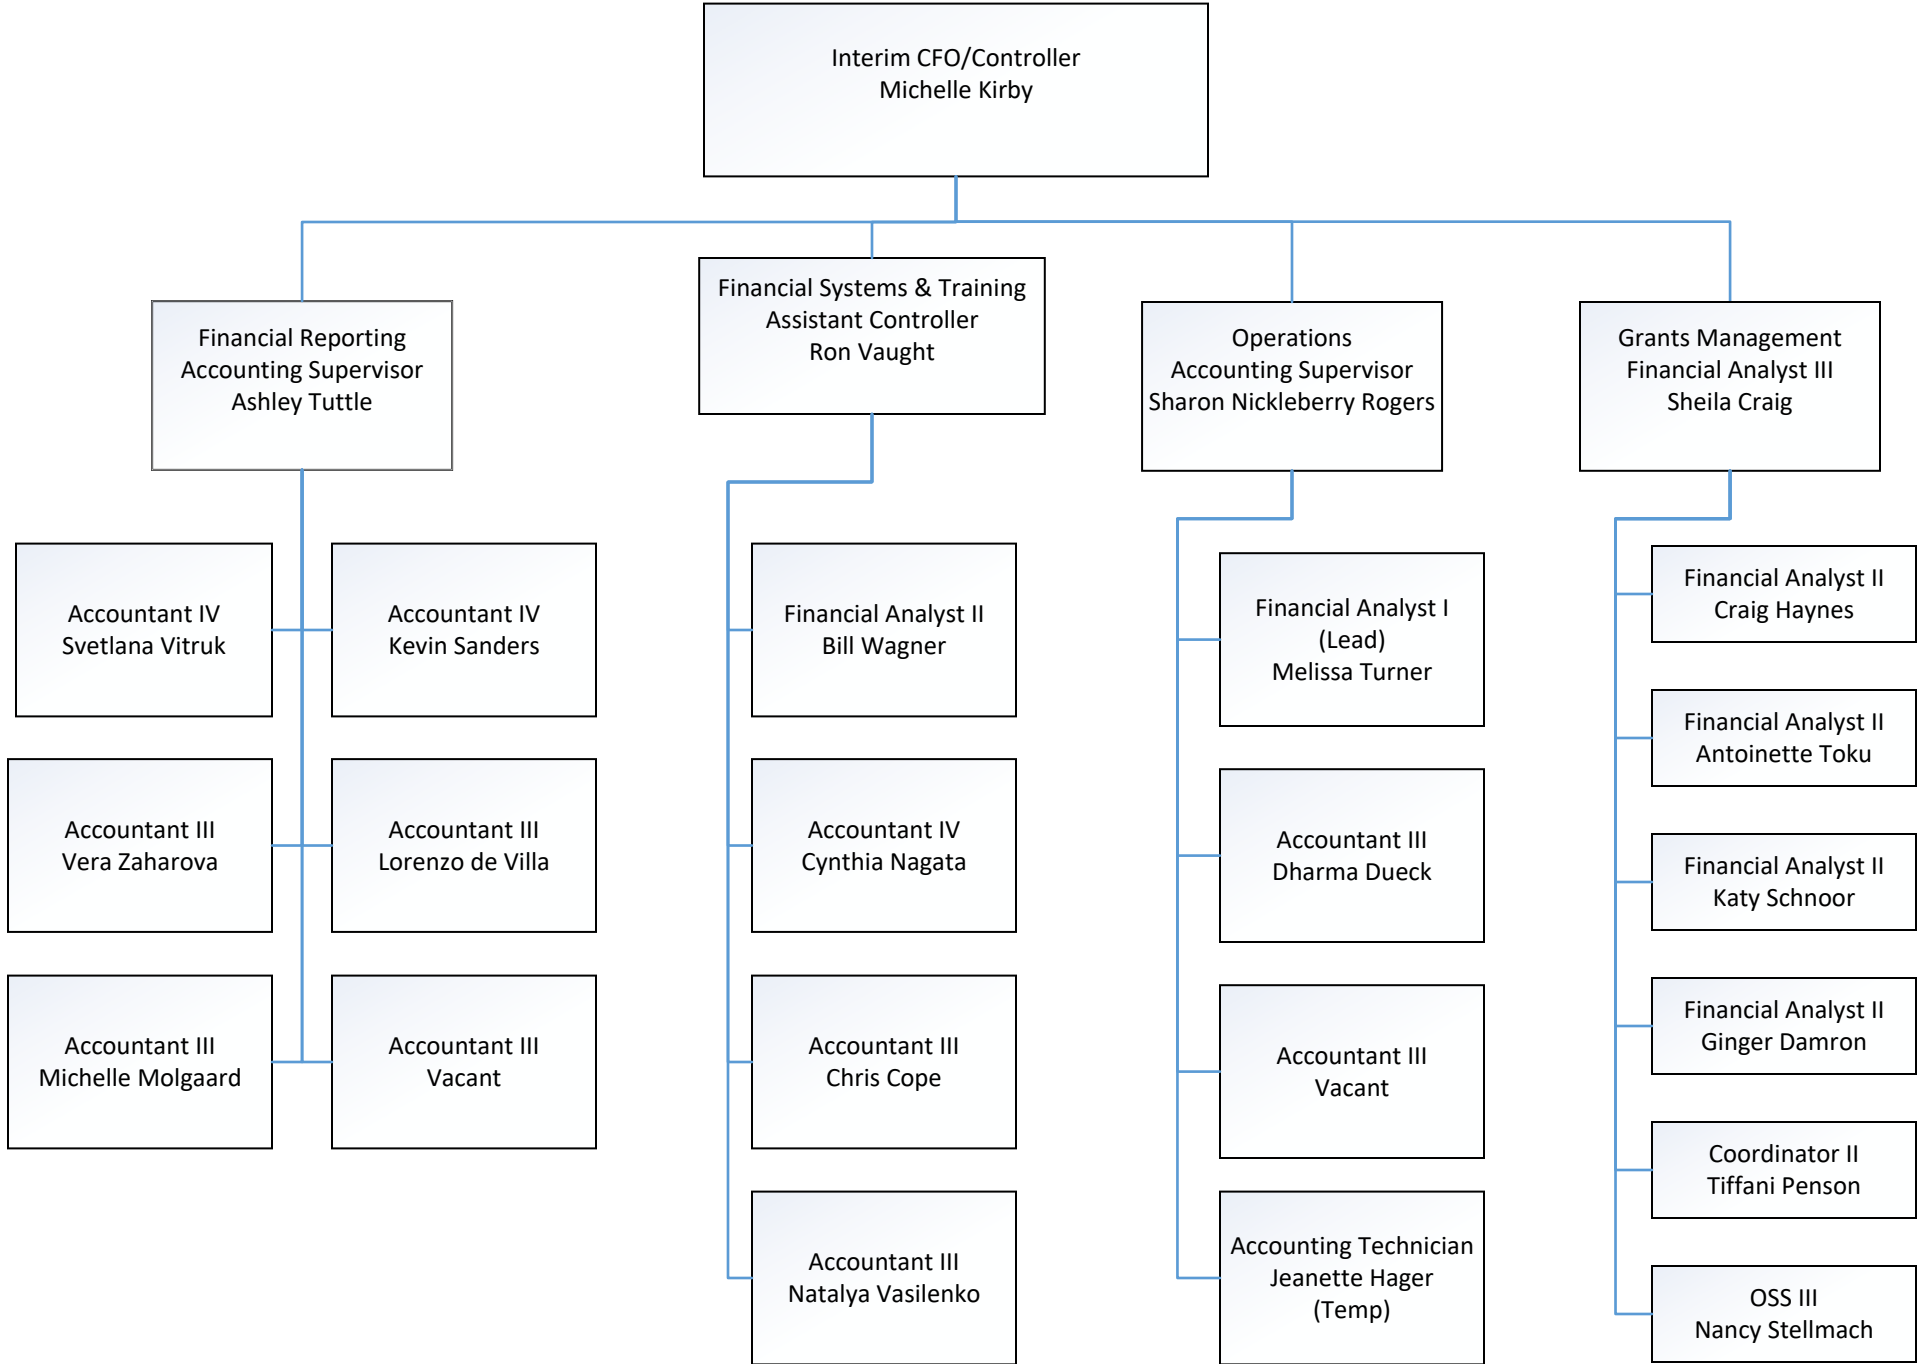 Interim CFO/Controller
Michelle Kirby
Financial Reporting
Accounting Supervisor
Ashley Tuttle
Financial Systems & Training
Assistant Controller
Ron Vaught
Operations
Accounting Supervisor
Sharon Nickleberry Rogers
Grants Management
Financial Analyst III
Sheila Craig
Accountant IV
Svetlana Vitruk
Accountant IV
Kevin Sanders
Accountant III
Vera Zaharova
Accountant III
Lorenzo de Villa
Accountant III
Michelle Molgaard
Accountant III
Vacant
Financial Analyst II
Bill Wagner
Accountant IV
Cynthia Nagata
Accountant III
Chris Cope
Accountant III
Natalya Vasilenko
Financial Analyst I
(Lead)
Melissa Turner
Accountant III
Dharma Dueck
Accountant III
Vacant
Accounting Technician
Jeanette Hager
(Temp)
Financial Analyst II
Craig Haynes
Financial Analyst II
Antoinette Toku
Financial Analyst II
Katy Schnoor
Financial Analyst II
Ginger Damron
Coordinator II
Tiffani Penson
OSS III
Nancy Stellmach